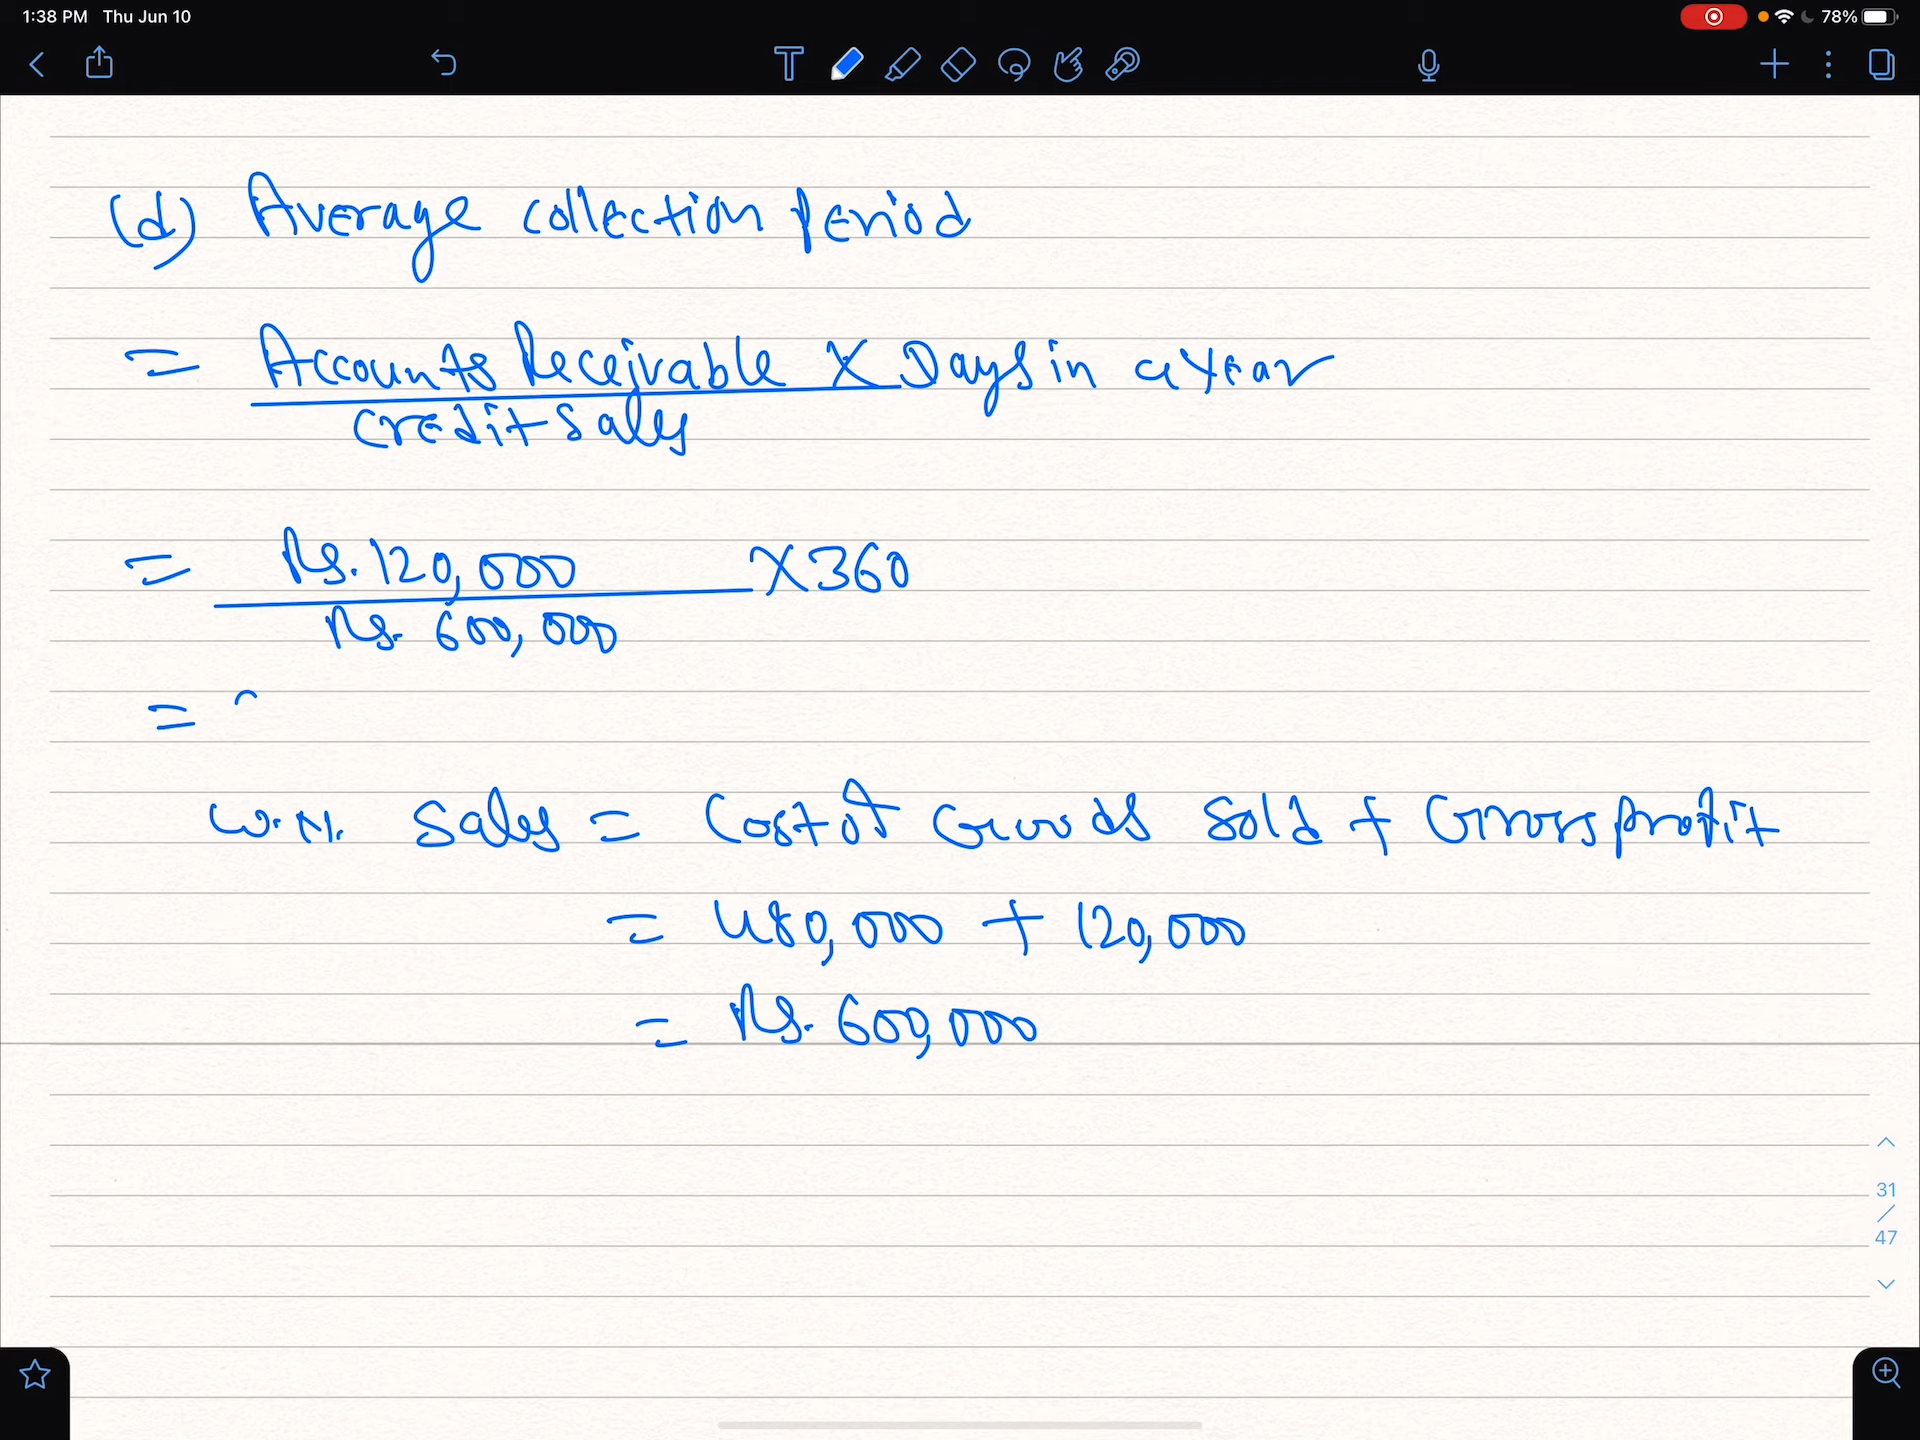 1:38 PM Thu Jun 10
78%
T
(d) Average collection Period
= Accounts Receivable X Days in a Year
credit sales
= Rs. 120,000 X 360
Rs. 600,000
=
W.N. Sales = Cost of Goods Sold + Gross profit
= 480,000 + 120,000
= Rs. 600,000
31
/
47